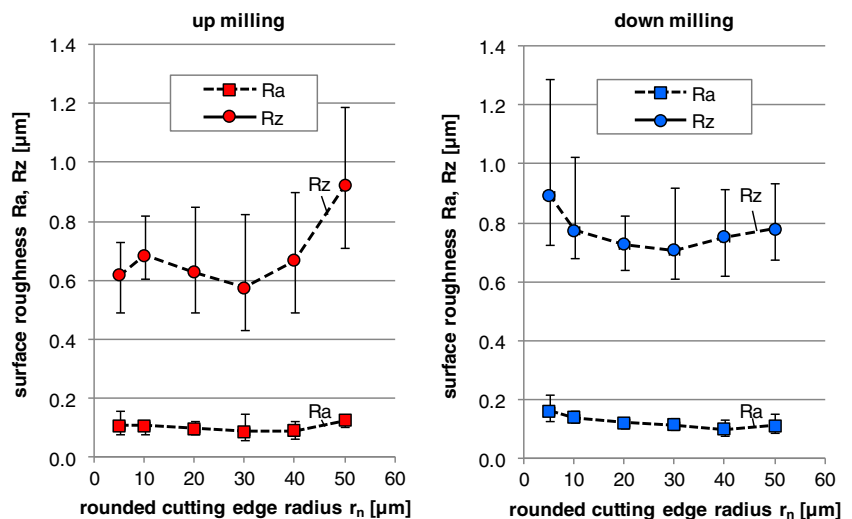 up milling
surface roughness Ra, Rz [µm]
1.4
1.2
1.0
0.8
0.6
0.4
0.2
0.0
Ra
Rz
Rz
Ra
0 10 20 30 40 50 60
rounded cutting edge radius rn [µm]
down milling
surface roughness Ra, Rz [µm]
1.4
1.2
1.0
0.8
0.6
0.4
0.2
0.0
Ra
Rz
Rz
Ra
0 10 20 30 40 50 60
rounded cutting edge radius rn [µm]